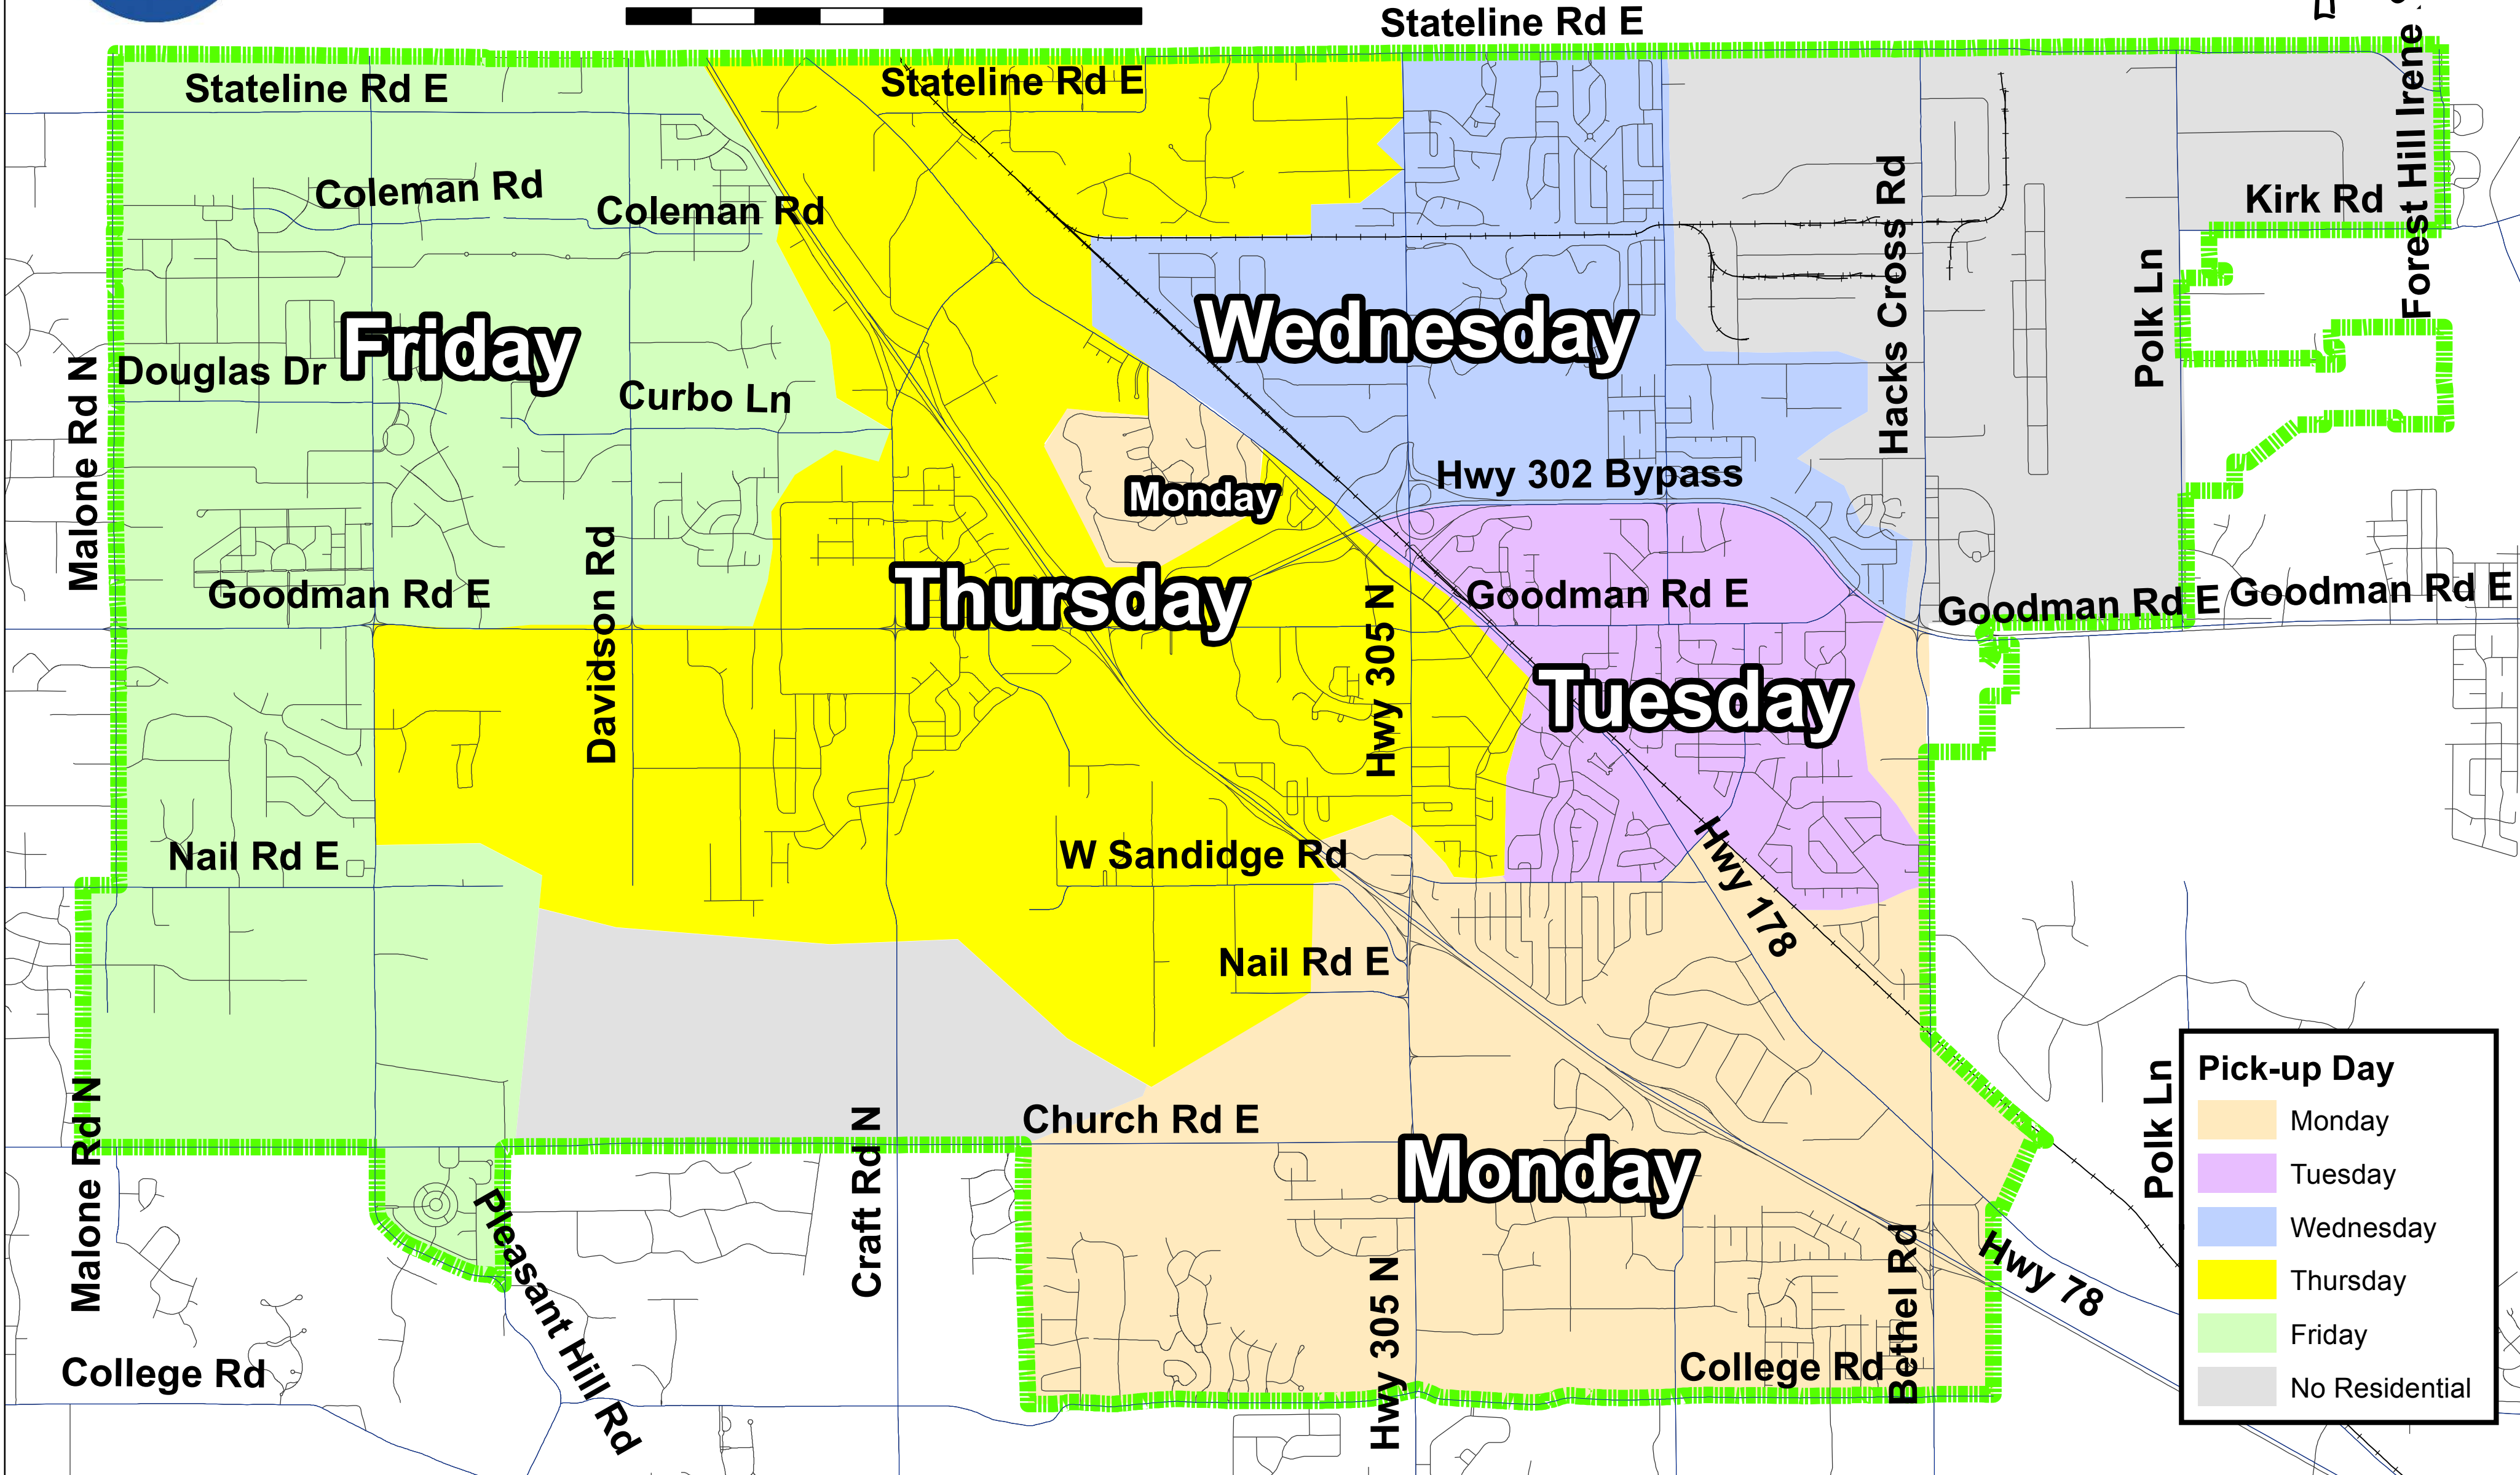 Stateline Rd E
Stateline Rd E
Stateline Rd E
Forest Hill Irene
Coleman Rd
Coleman Rd
Kirk Rd
Hacks Cross Rd
Polk Ln
Friday
Wednesday
Douglas Dr
Curbo Ln
Malone Rd N
Monday
Hwy 302 Bypass
Goodman Rd E
Davidson Rd
Thursday
Hwy 305 N
Goodman Rd E
Goodman Rd E
Goodman Rd E
Tuesday
Nail Rd E
W Sandidge Rd
Hwy 178
Nail Rd E
Malone Rd N
Church Rd E
Craft Rd N
Monday
Pleasant Hill Rd
Hwy 305 N
Bethel Rd
Hwy 78
Polk Ln
College Rd
College Rd
Pick-up Day
Monday
Tuesday
Wednesday
Thursday
Friday
No Residential